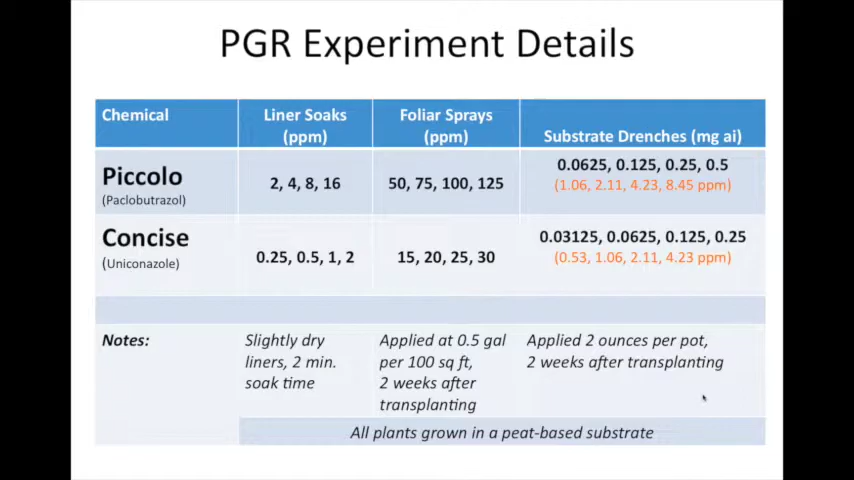 PGR Experiment Details
Chemical
Liner Soaks
(ppm)
Foliar Sprays
(ppm)
Substrate Drenches (mg ai)
Piccolo
(Paclobutrazol)
2, 4, 8, 16
50, 75, 100, 125
0.0625, 0.125, 0.25, 0.5
(1.06, 2.11, 4.23, 8.45 ppm)
Concise
(Uniconazole)
0.25, 0.5, 1, 2
15, 20, 25, 30
0.03125, 0.0625, 0.125, 0.25
(0.53, 1.06, 2.11, 4.23 ppm)
Notes:
Slightly dry
liners, 2 min.
soak time
Applied at 0.5 gal
per 100 sq ft,
2 weeks after
transplanting
Applied 2 ounces per pot,
2 weeks after transplanting
All plants grown in a peat-based substrate